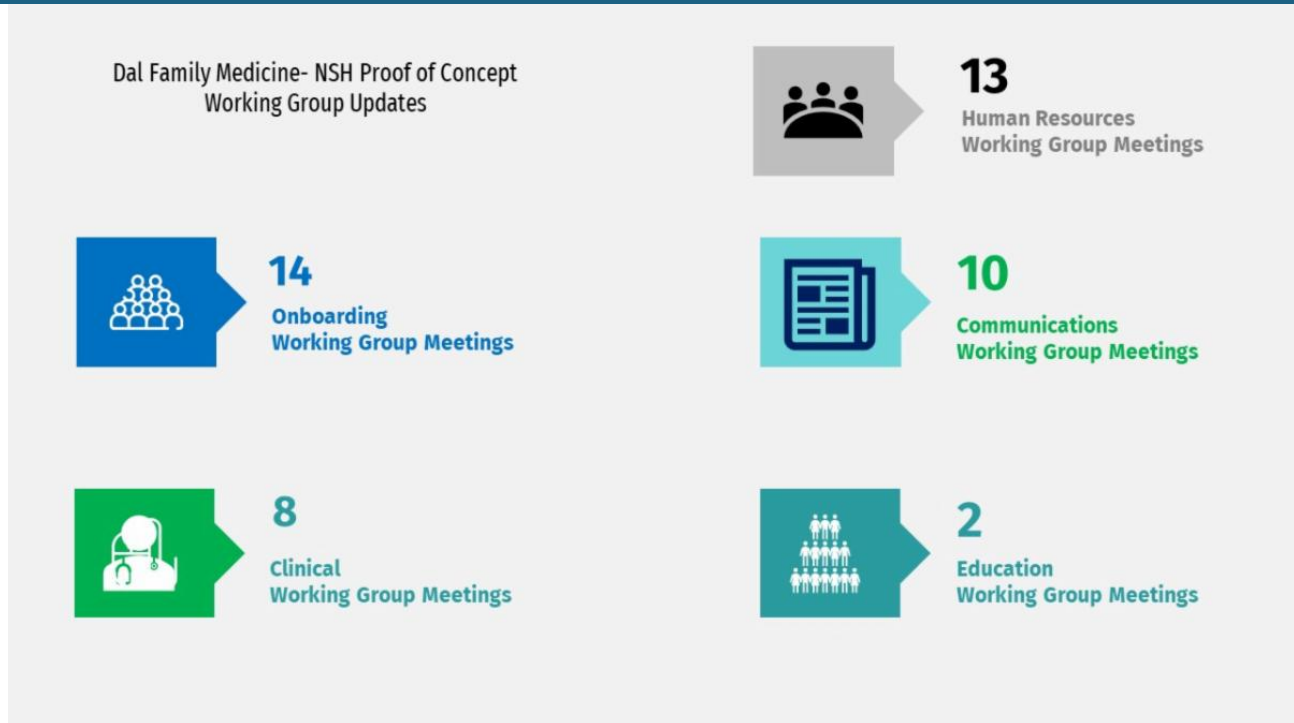 Dal Family Medicine- NSH Proof of Concept
Working Group Updates
13
Human Resources
Working Group Meetings
14
Onboarding
Working Group Meetings
10
Communications
Working Group Meetings
8
Clinical
Working Group Meetings
2
Education
Working Group Meetings